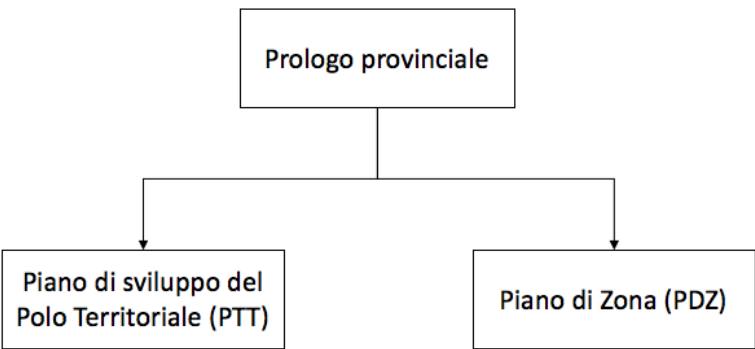 Prologo provinciale
Piano di sviluppo del
Polo Territoriale (PTT)
Piano di Zona (PDZ)